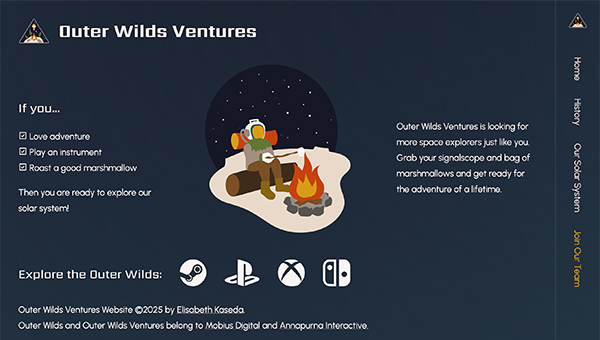 Outer Wilds Ventures
If you...
Love adventure
Play an instrument
Roast a good marshmallow
Then you are ready to explore our
solar system!
Outer Wilds Ventures is looking for
more space explorers just like you.
Grab your signalscope and bag of
marshmallows and get ready for
the adventure of a lifetime.
Explore the Outer Wilds:
Outer Wilds Ventures Website ©2025 by Elisabeth Kaseda.
Outer Wilds and Outer Wilds Ventures belong to Mobius Digital and Annapurna Interactive.
Home
History
Our Solar System
Join Our Team